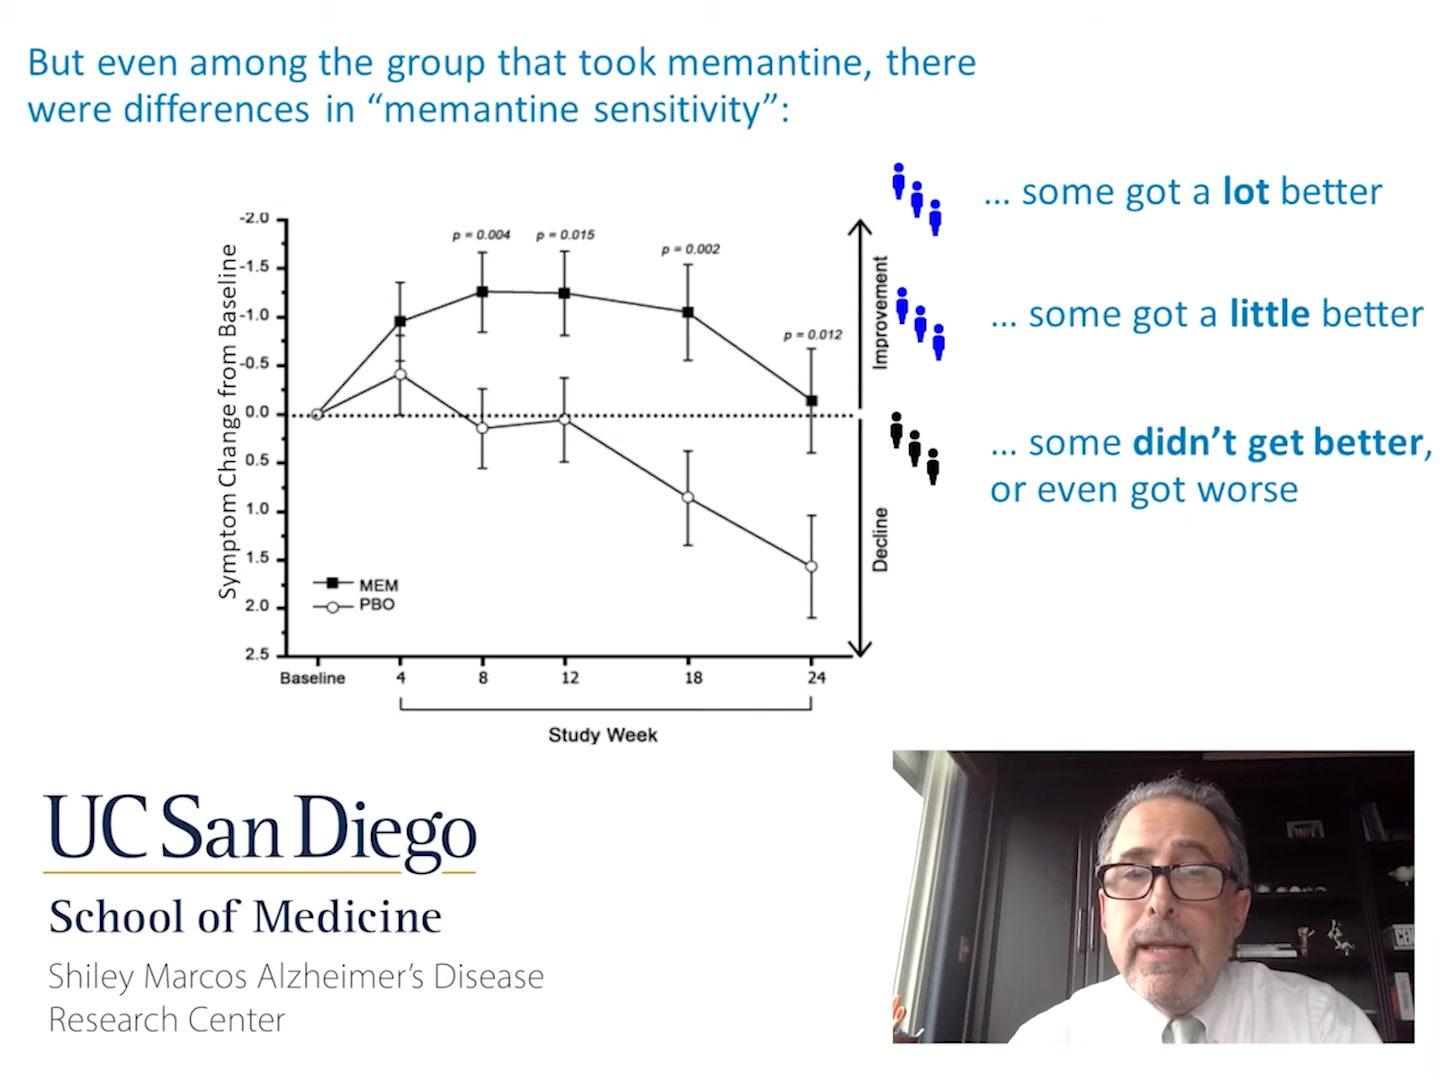 But even among the group that took memantine, there
were differences in “memantine sensitivity”:
... some got a lot better
... some got a little better
... some didn’t get better,
or even got worse
Symptom Change from Baseline
-2.0
-1.5
-1.0
-0.5
0.0
0.5
1.0
1.5
2.0
2.5
p = 0.004
p = 0.015
p = 0.002
p = 0.012
Improvement
Decline
MEM
PBO
Baseline 4 8 12 18 24
Study Week
UC San Diego
School of Medicine
Shiley Marcos Alzheimer’s Disease
Research Center